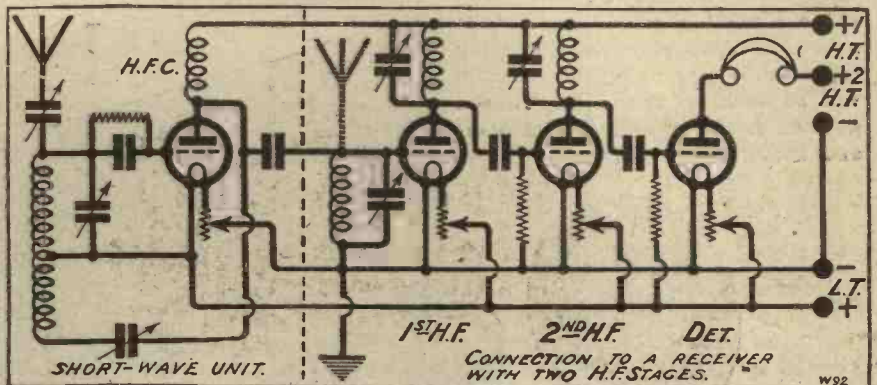 H.F.C.
+1
H.T.
+2
H.T.
-
-
L.T.
+
1ST H.F.
2ND H.F.
DET.
SHORT-WAVE UNIT.
CONNECTION TO A RECEIVER
WITH TWO H.F. STAGES.
W92